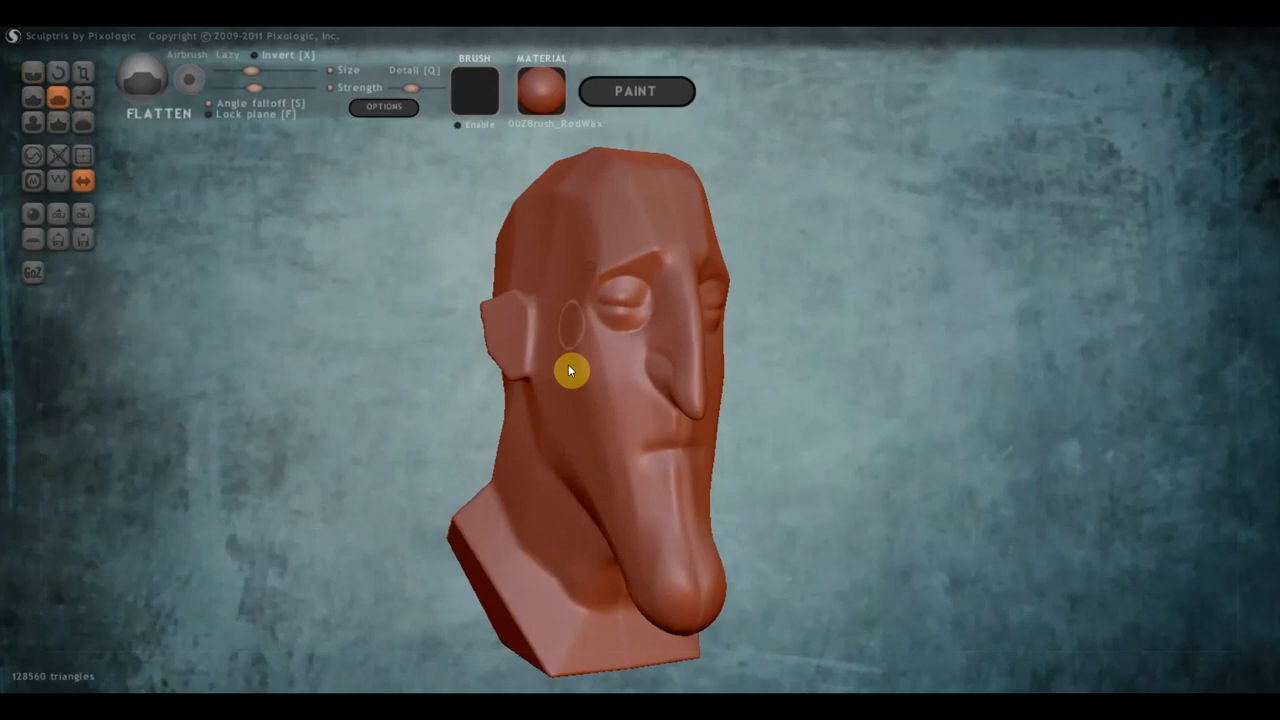 Sculptris by Pixologic Copyright ©2009-2011 Pixologic, Inc.
Airbrush Lazy Invert [X]
Size Detail [Q]
Strength
Angle falloff [S]
Lock plane [F]
FLATTEN
OPTIONS
BRUSH
Enable
MATERIAL
00ZBrush_RedWax
PAINT
GoZ
128560 triangles